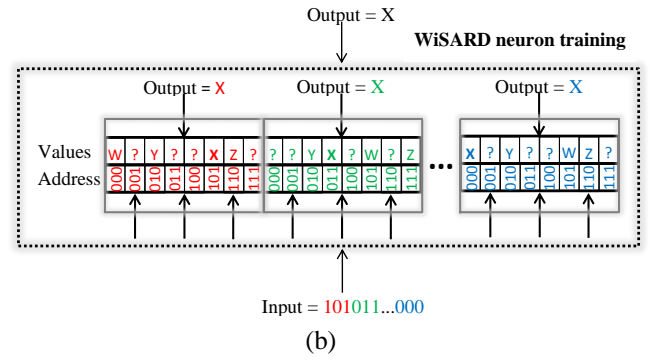 Output = X
WiSARD neuron training
Output = X Output = X Output = X
Values W ? Y ? ? X Z ? ? ? Y X ? W ? Z ... X ? Y ? ? W Z ?
Address 000 001 010 011 100 101 110 111 000 001 010 011 100 101 110 111 000 001 010 011 100 101 110 111
Input = 101011...000
(b)